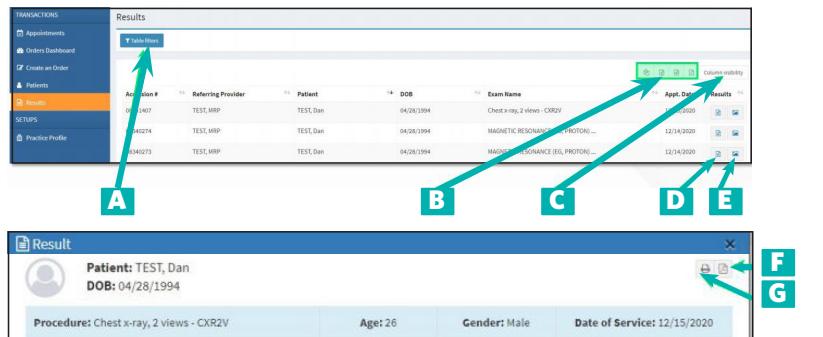 TRANSACTIONS
Results
Appointments
Table filters
Orders Dashboard
Create an Order
Column visibility
Patients
Accession # Referring Provider Patient DOB Exam Name Appt. Date Results
Results
TEST, MRP TEST, Dan 04/28/1994 Chest x-ray, 2 views - CXR2V
SETUPS
TEST, MRP TEST, Dan 04/28/1994 MAGNETIC RESONANCE (EG, PROTON) ... 12/14/2020
Practice Profile
TEST, MRP TEST, Dan 04/28/1994 MAGNETIC RESONANCE (EG, PROTON) ... 12/14/2020
A B C D E
Result
Patient: TEST, Dan
F
DOB: 04/28/1994
G
Procedure: Chest x-ray, 2 views - CXR2V Age: 26 Gender: Male Date of Service: 12/15/2020